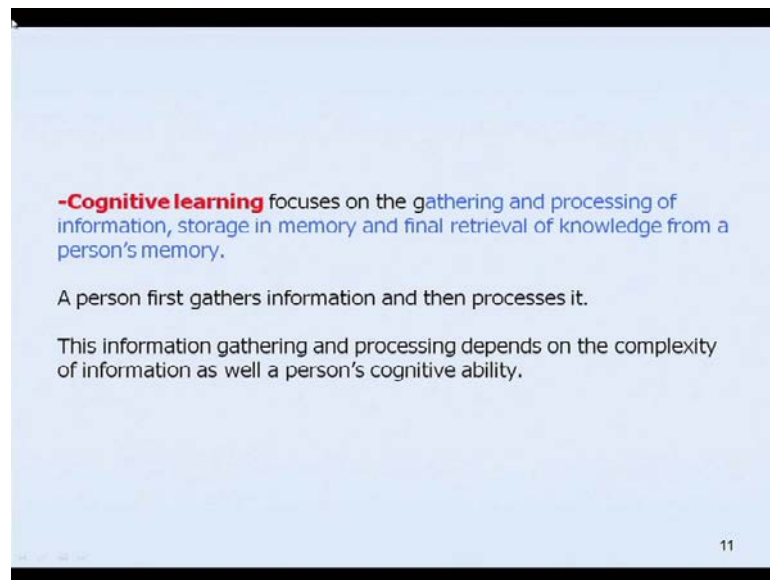 -Cognitive learning focuses on the gathering and processing of
information, storage in memory and final retrieval of knowledge from a
person's memory.
A person first gathers information and then processes it.
This information gathering and processing depends on the complexity
of information as well a person's cognitive ability.
11